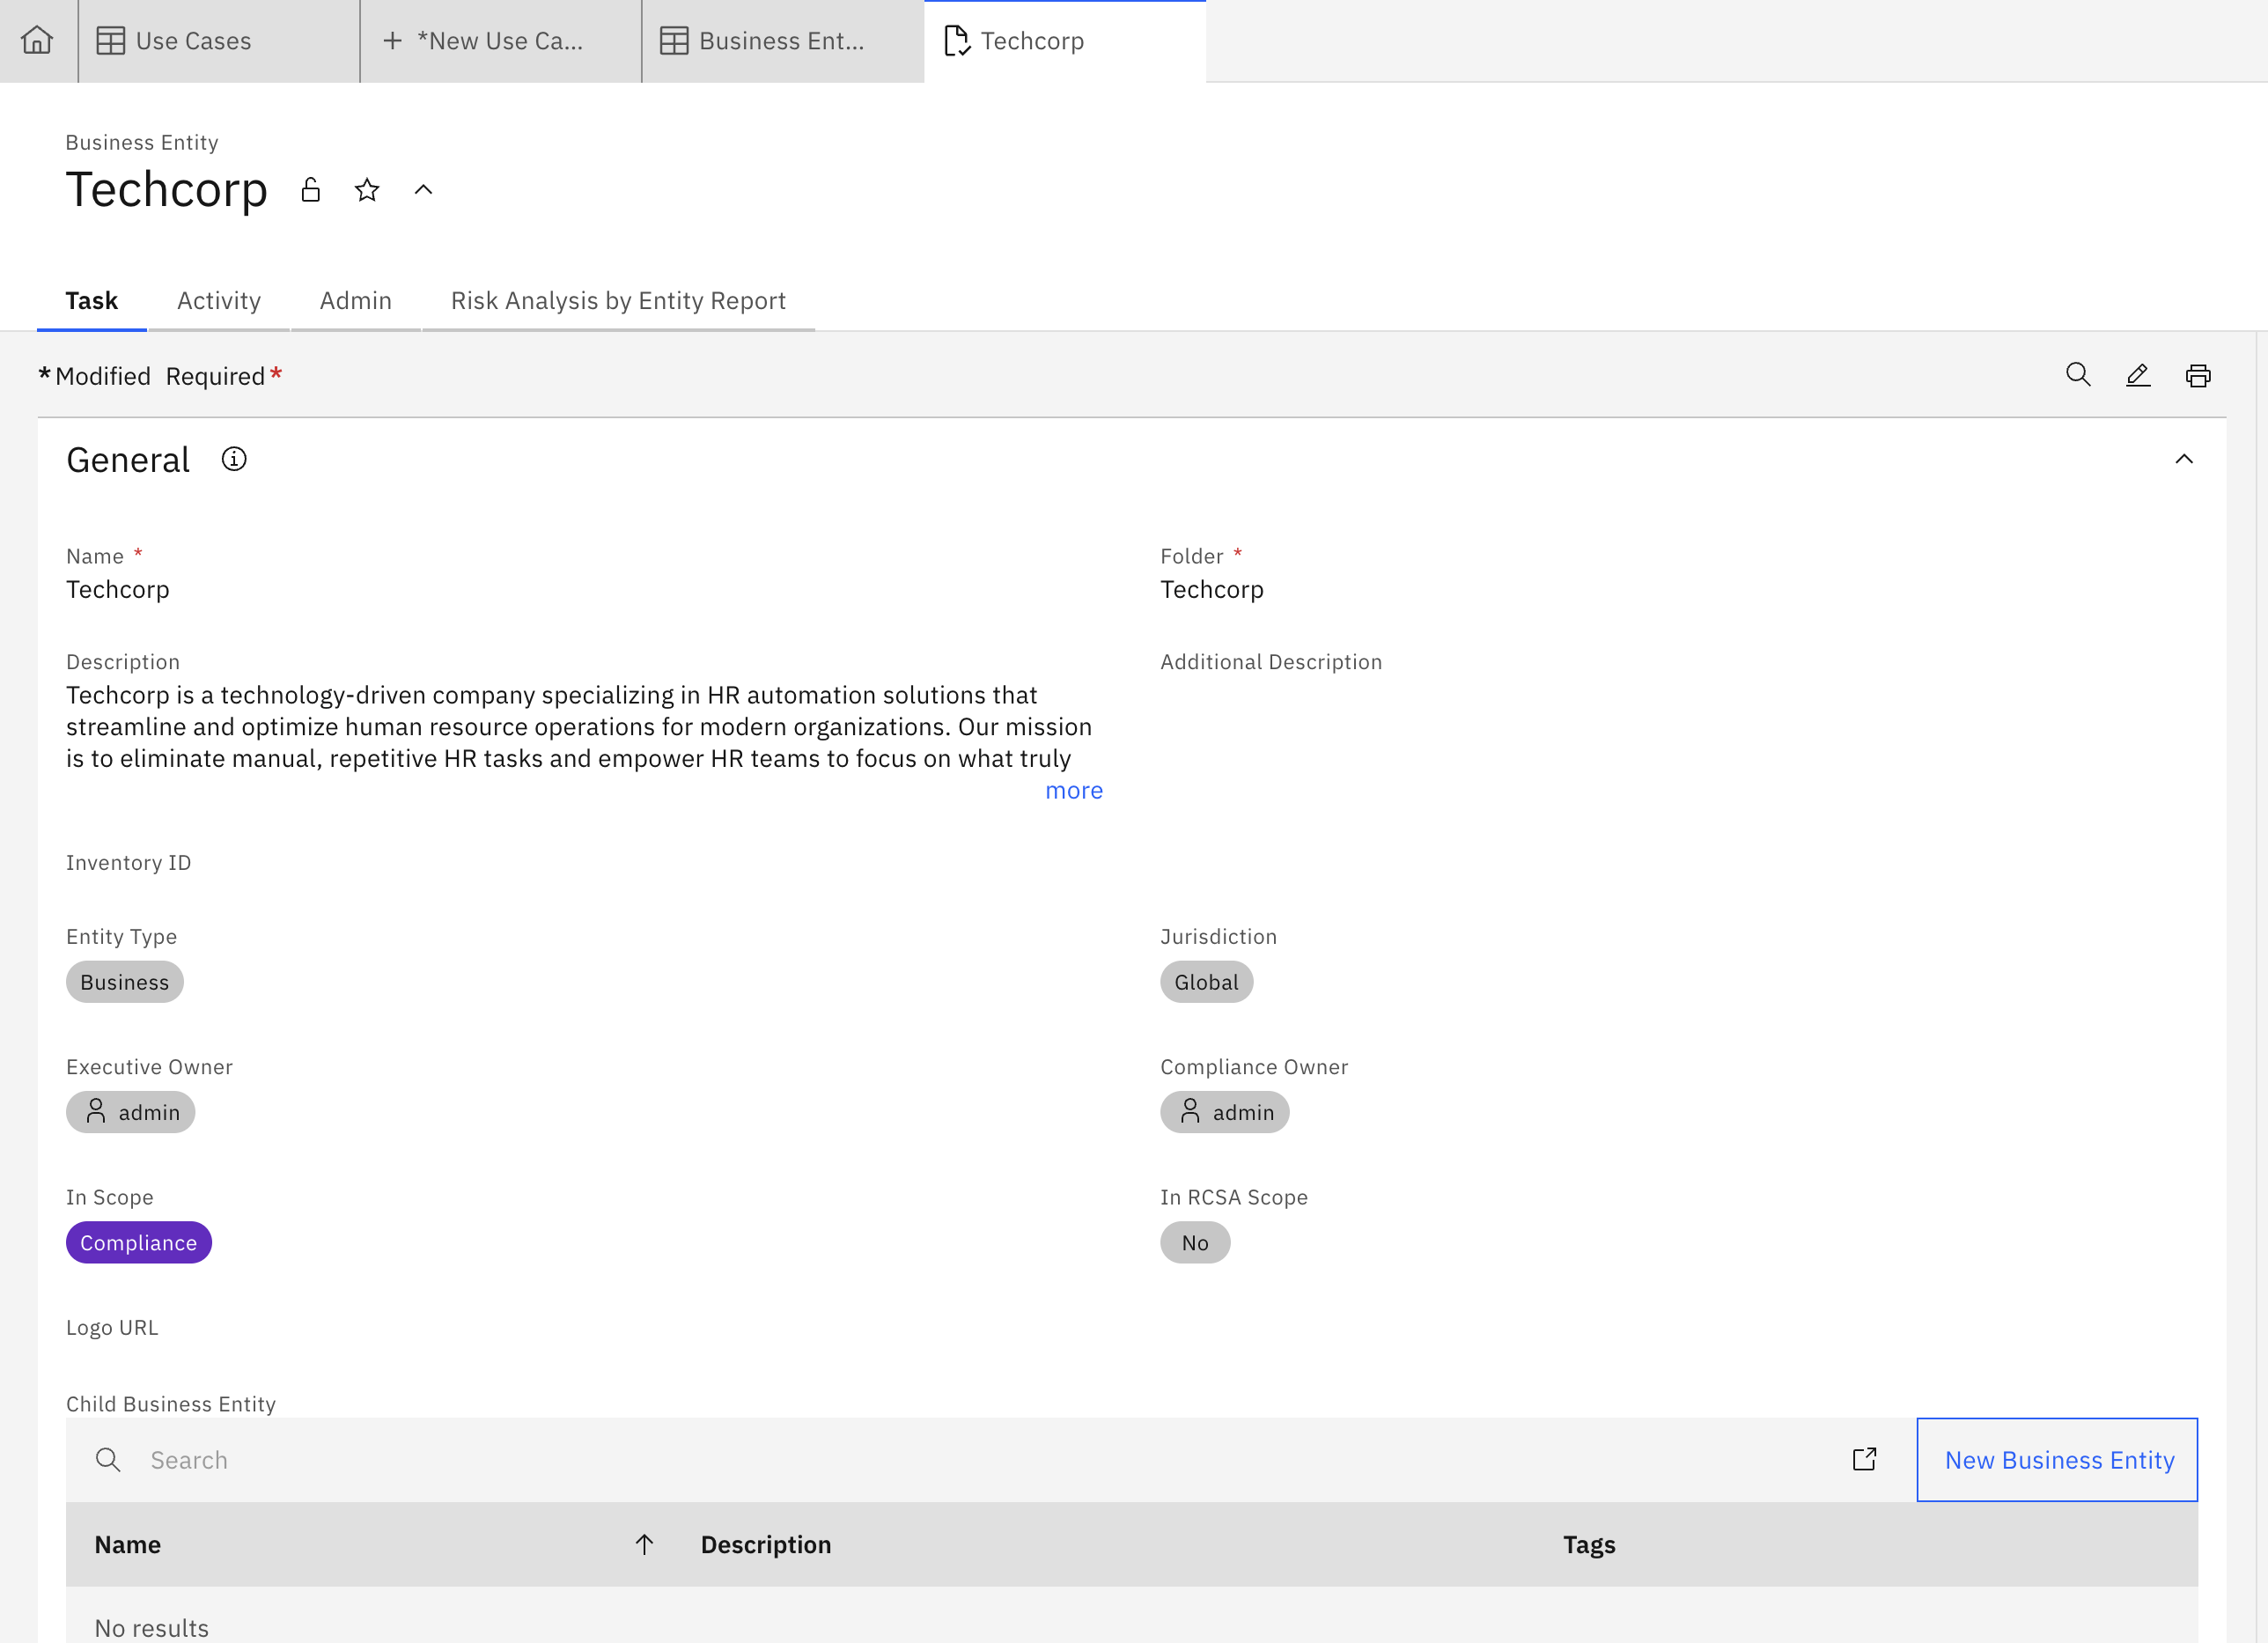 Use Cases
*New Use Ca...
Business Ent...
Techcorp
Business Entity
Techcorp
Task
Activity
Admin
Risk Analysis by Entity Report
*Modified Required*
General
Name *
Techcorp
Folder *
Techcorp
Description
Techcorp is a technology-driven company specializing in HR automation solutions that
streamline and optimize human resource operations for modern organizations. Our mission
is to eliminate manual, repetitive HR tasks and empower HR teams to focus on what truly
more
Additional Description
Inventory ID
Entity Type
Business
Jurisdiction
Global
Executive Owner
admin
Compliance Owner
admin
In Scope
Compliance
In RCSA Scope
No
Logo URL
Child Business Entity
Search
New Business Entity
Name
Description
Tags
No results